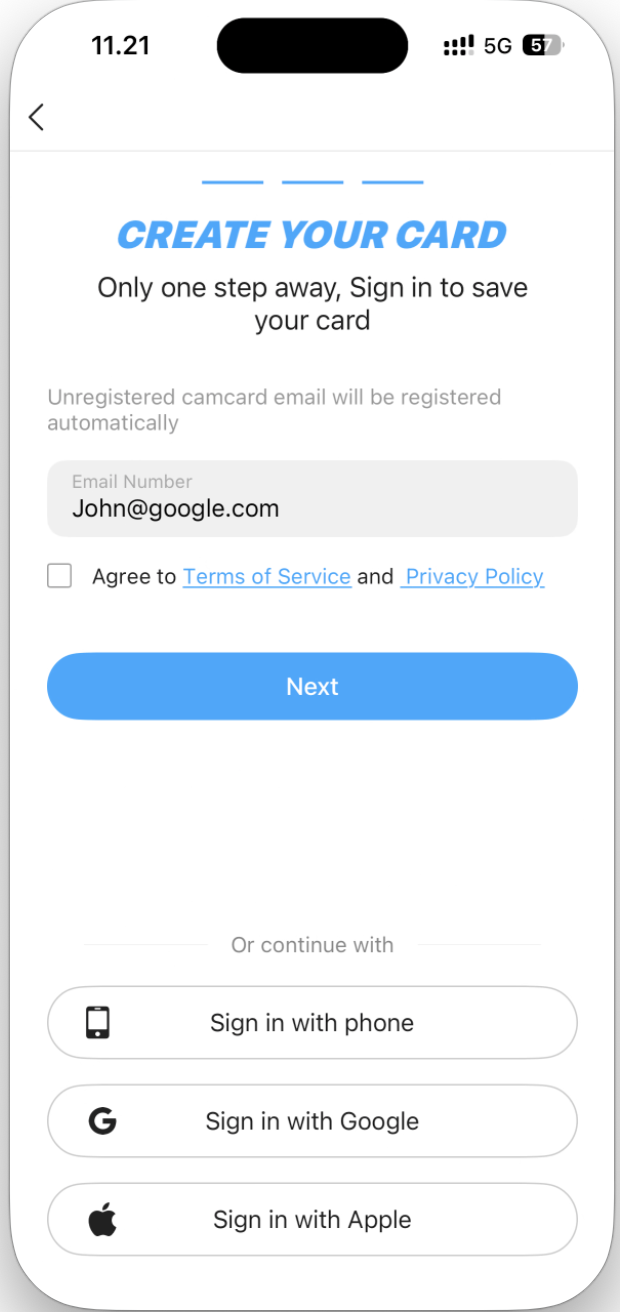 11.21
5G 57
CREATE YOUR CARD
Only one step away, Sign in to save
your card
Unregistered camcard email will be registered
automatically
Email Number
John@google.com
Agree to Terms of Service and Privacy Policy
Next
Or continue with
Sign in with phone
Sign in with Google
Sign in with Apple